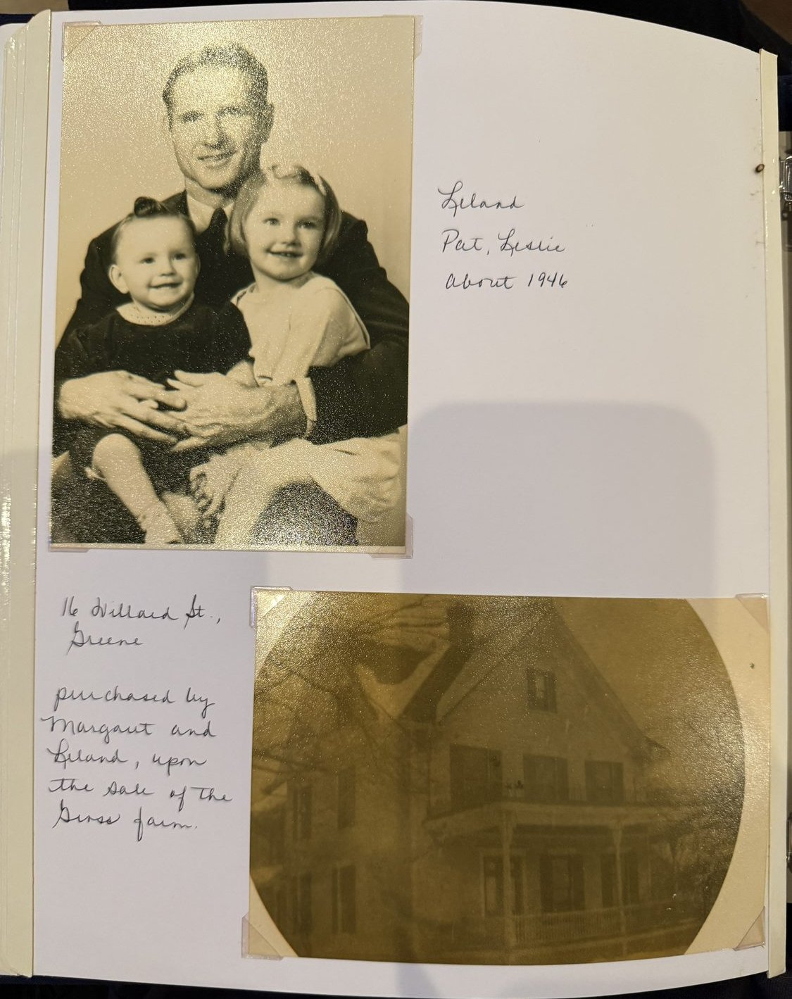 Leland
Pat, Leslie
about 1946
16 Willard St.,
Greene
purchased by
Margaret and
Leland, upon
the sale of the
Gross farm.